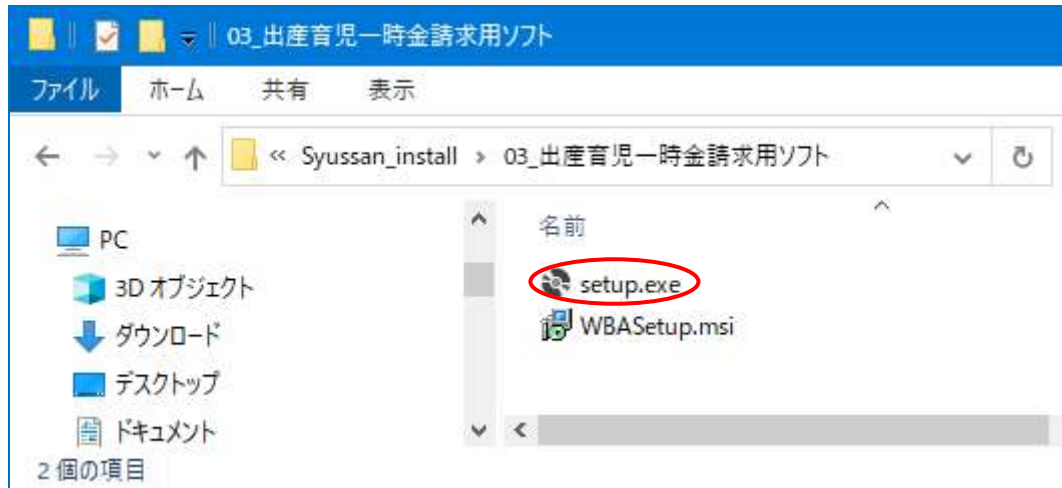 03_出産育児一時金請求用ソフト
ファイル ホーム 共有 表示
« Syussan_install › 03_出産育児一時金請求用ソフト
名前
PC
3D オブジェクト
ダウンロード
デスクトップ
ドキュメント
setup.exe
WBASetup.msi
2 個の項目